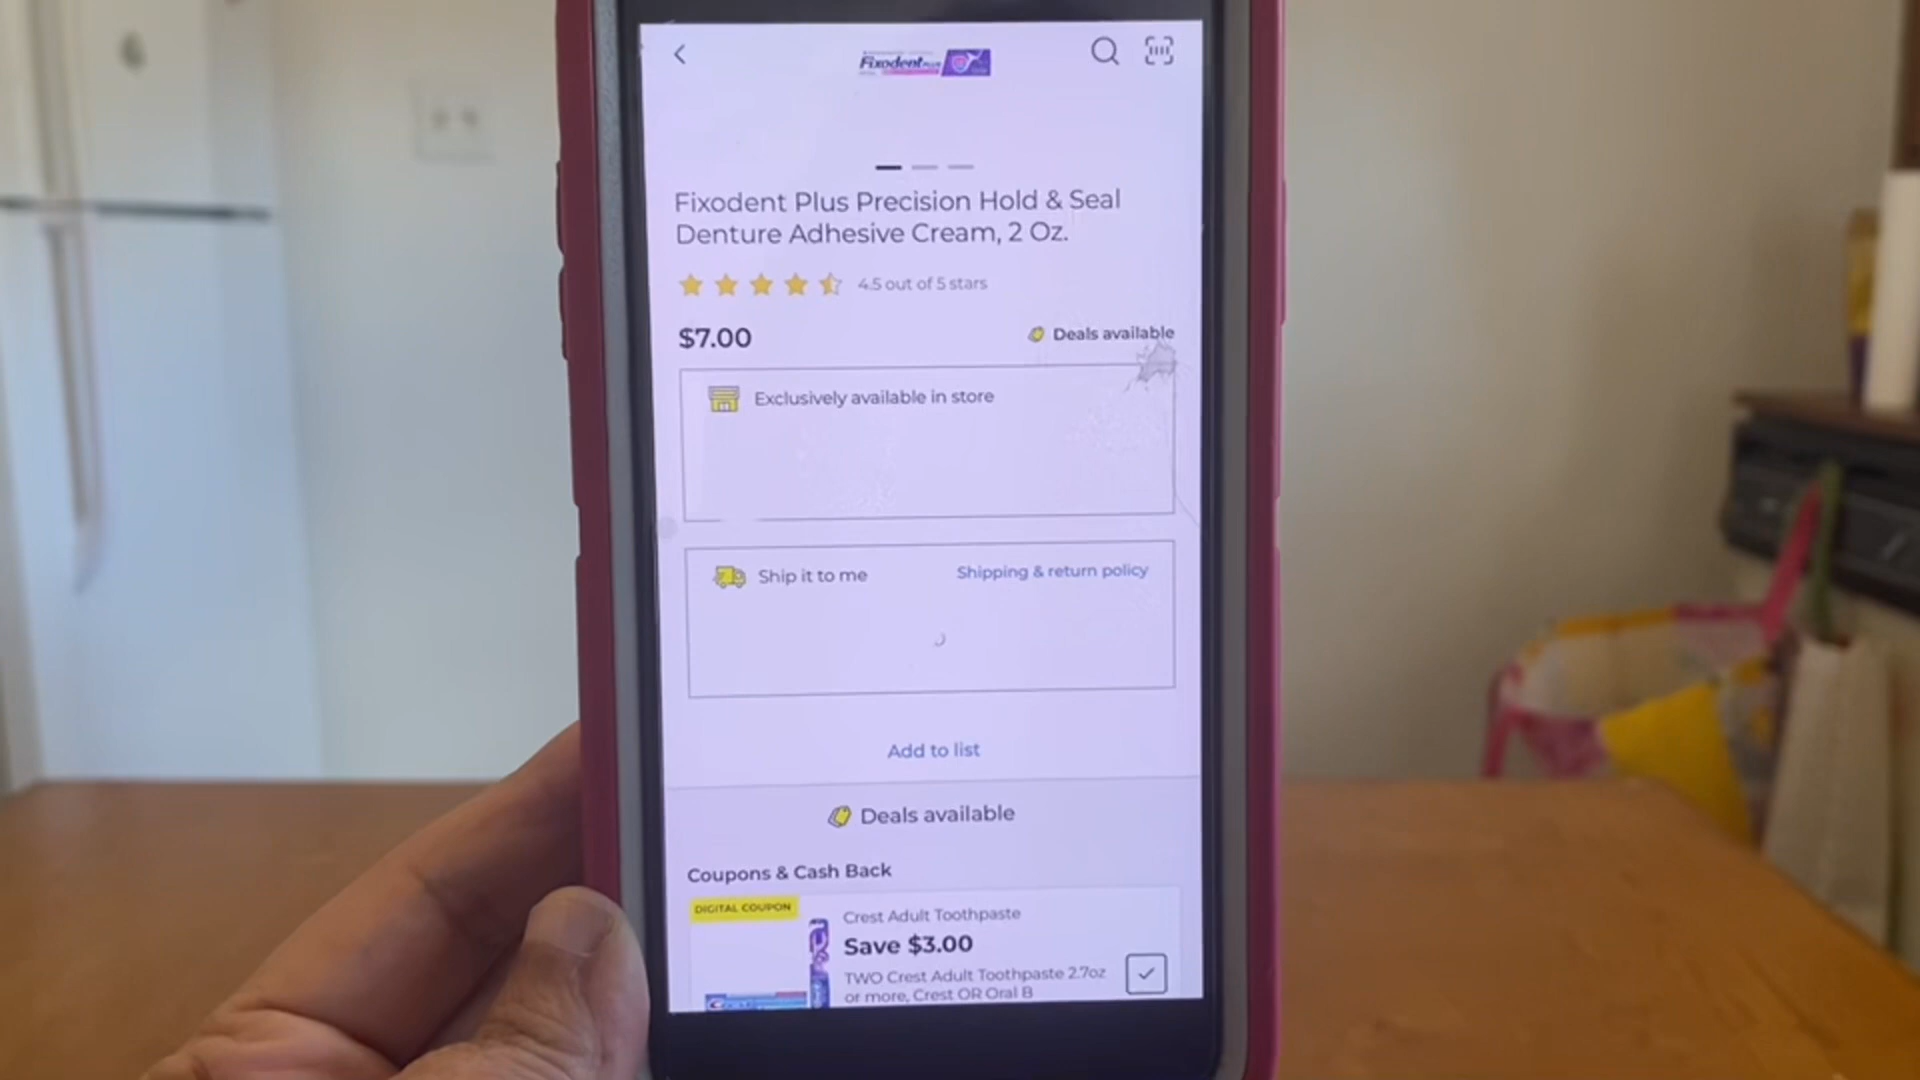 Fixodent PLUS
Fixodent Plus Precision Hold & Seal
Denture Adhesive Cream, 2 Oz.
4.5 out of 5 stars
$7.00
Deals available
Exclusively available in store
Ship it to me
Shipping & return policy
Add to list
Deals available
Coupons & Cash Back
DIGITAL COUPON
Crest Adult Toothpaste
Save $3.00
TWO Crest Adult Toothpaste 2.7oz
or more, Crest OR Oral B